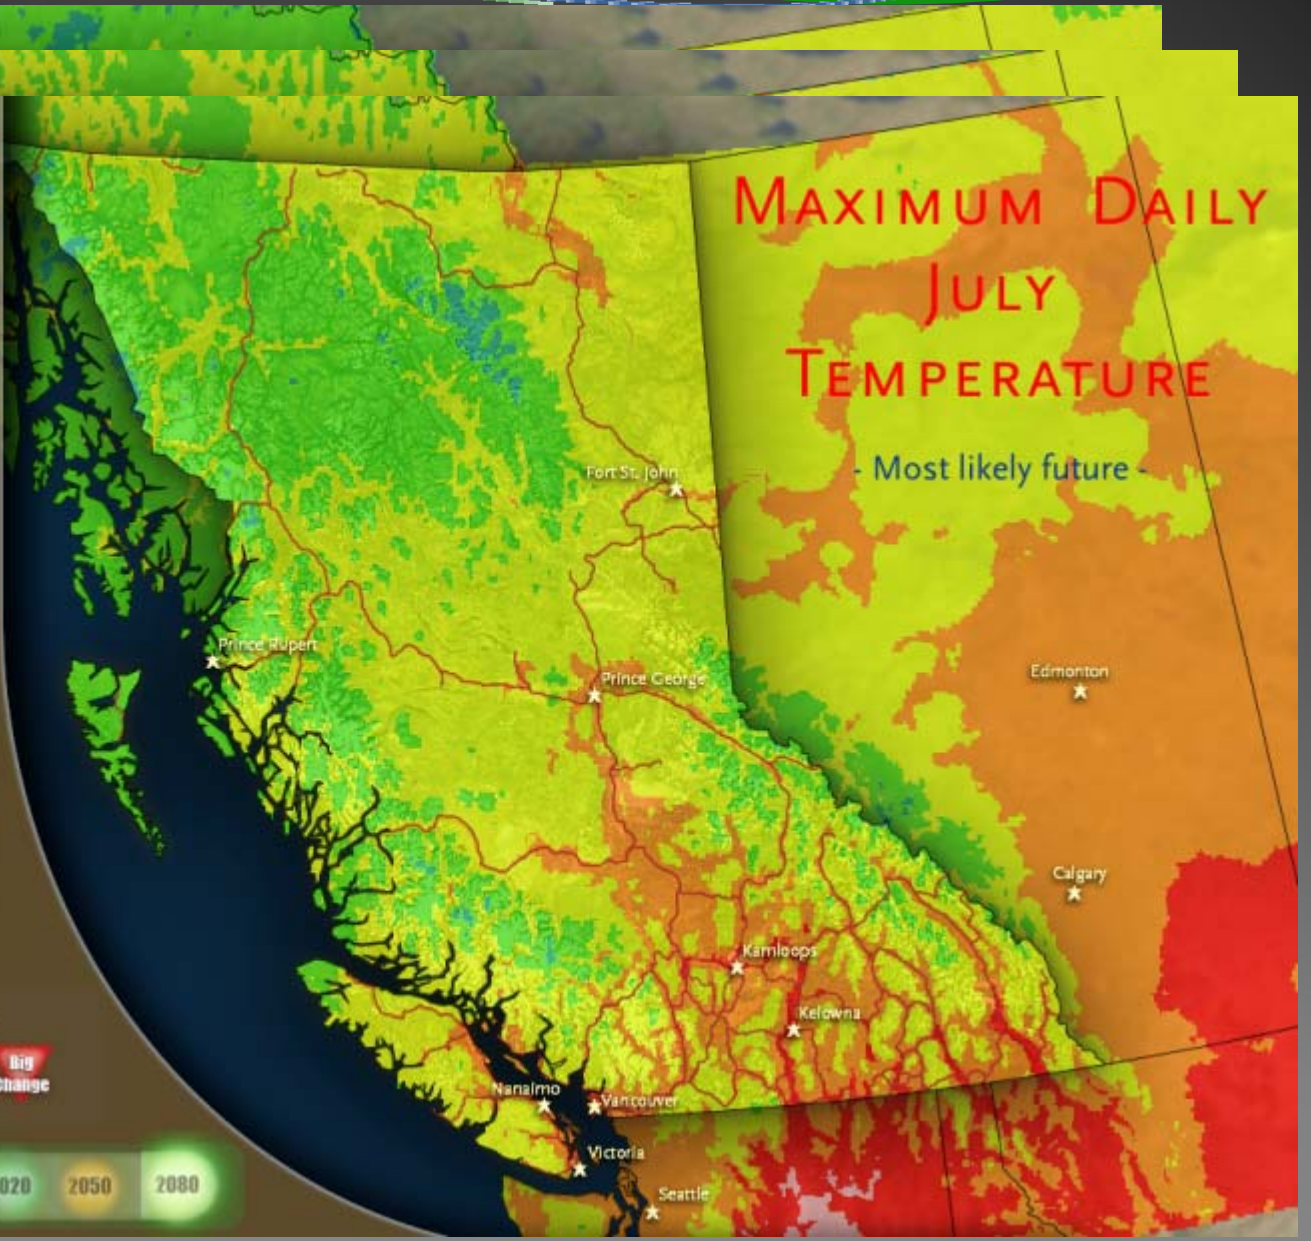 MAXIMUM DAILY
JULY
TEMPERATURE
- Most likely future -
Fort St. John
Prince Rupert
Prince George
Edmonton
Calgary
Kamloops
Kelowna
Big
Change
Nanaimo
Vancouver
Victoria
Seattle
020 2050 2080